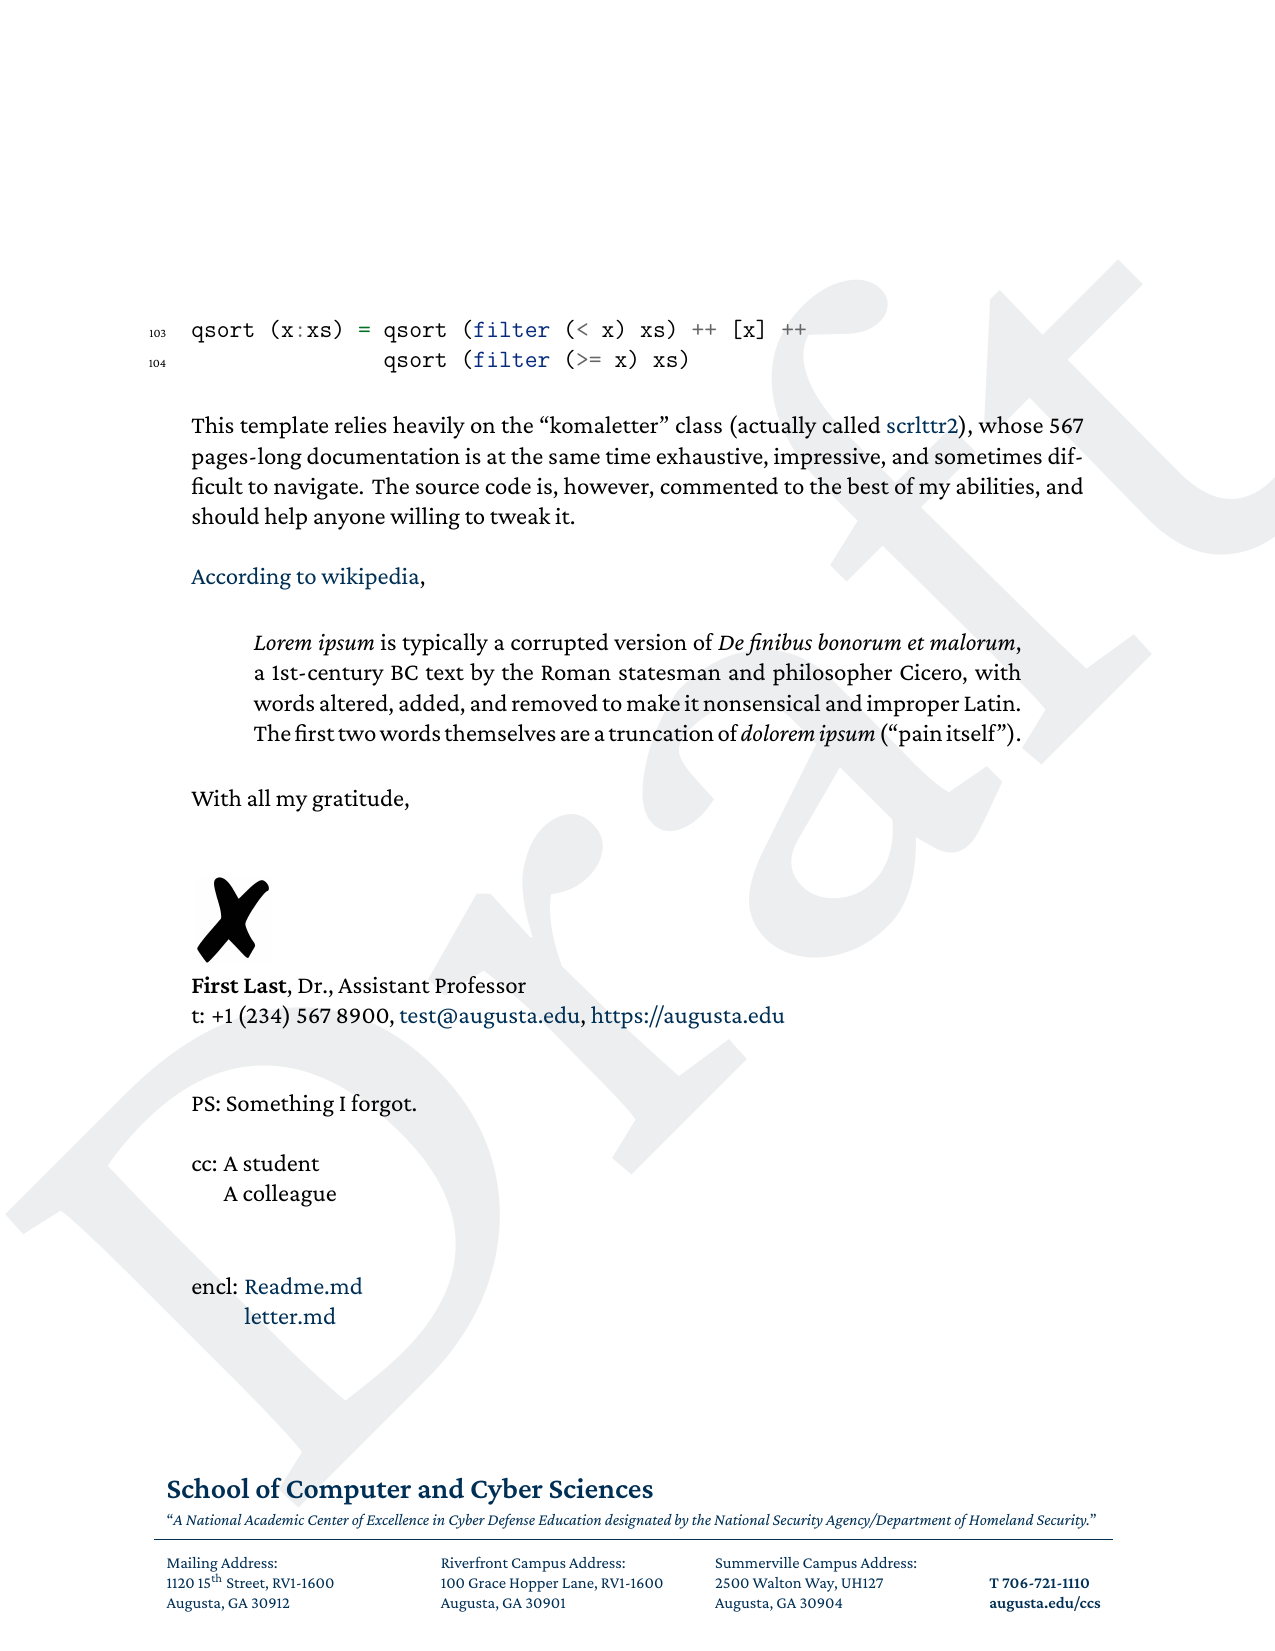 103 qsort (x:xs) = qsort (filter (< x) xs) ++ [x] ++
104 qsort (filter (>= x) xs)
This template relies heavily on the “komaletter” class (actually called scrlttr2), whose 567
pages-long documentation is at the same time exhaustive, impressive, and sometimes dif-
ficult to navigate. The source code is, however, commented to the best of my abilities, and
should help anyone willing to tweak it.
According to wikipedia,
Lorem ipsum is typically a corrupted version of De finibus bonorum et malorum,
a 1st-century BC text by the Roman statesman and philosopher Cicero, with
words altered, added, and removed to make it nonsensical and improper Latin.
The first two words themselves are a truncation of dolorem ipsum (“pain itself”).
With all my gratitude,
First Last, Dr., Assistant Professor
t: +1 (234) 567 8900, test@augusta.edu, https://augusta.edu
PS: Something I forgot.
cc: A student
A colleague
encl: Readme.md
letter.md
Draft
School of Computer and Cyber Sciences
“A National Academic Center of Excellence in Cyber Defense Education designated by the National Security Agency/Department of Homeland Security.”
Mailing Address:
1120 15th Street, RV1-1600
Augusta, GA 30912
Riverfront Campus Address:
100 Grace Hopper Lane, RV1-1600
Augusta, GA 30901
Summerville Campus Address:
2500 Walton Way, UH127
Augusta, GA 30904
T 706-721-1110
augusta.edu/ccs